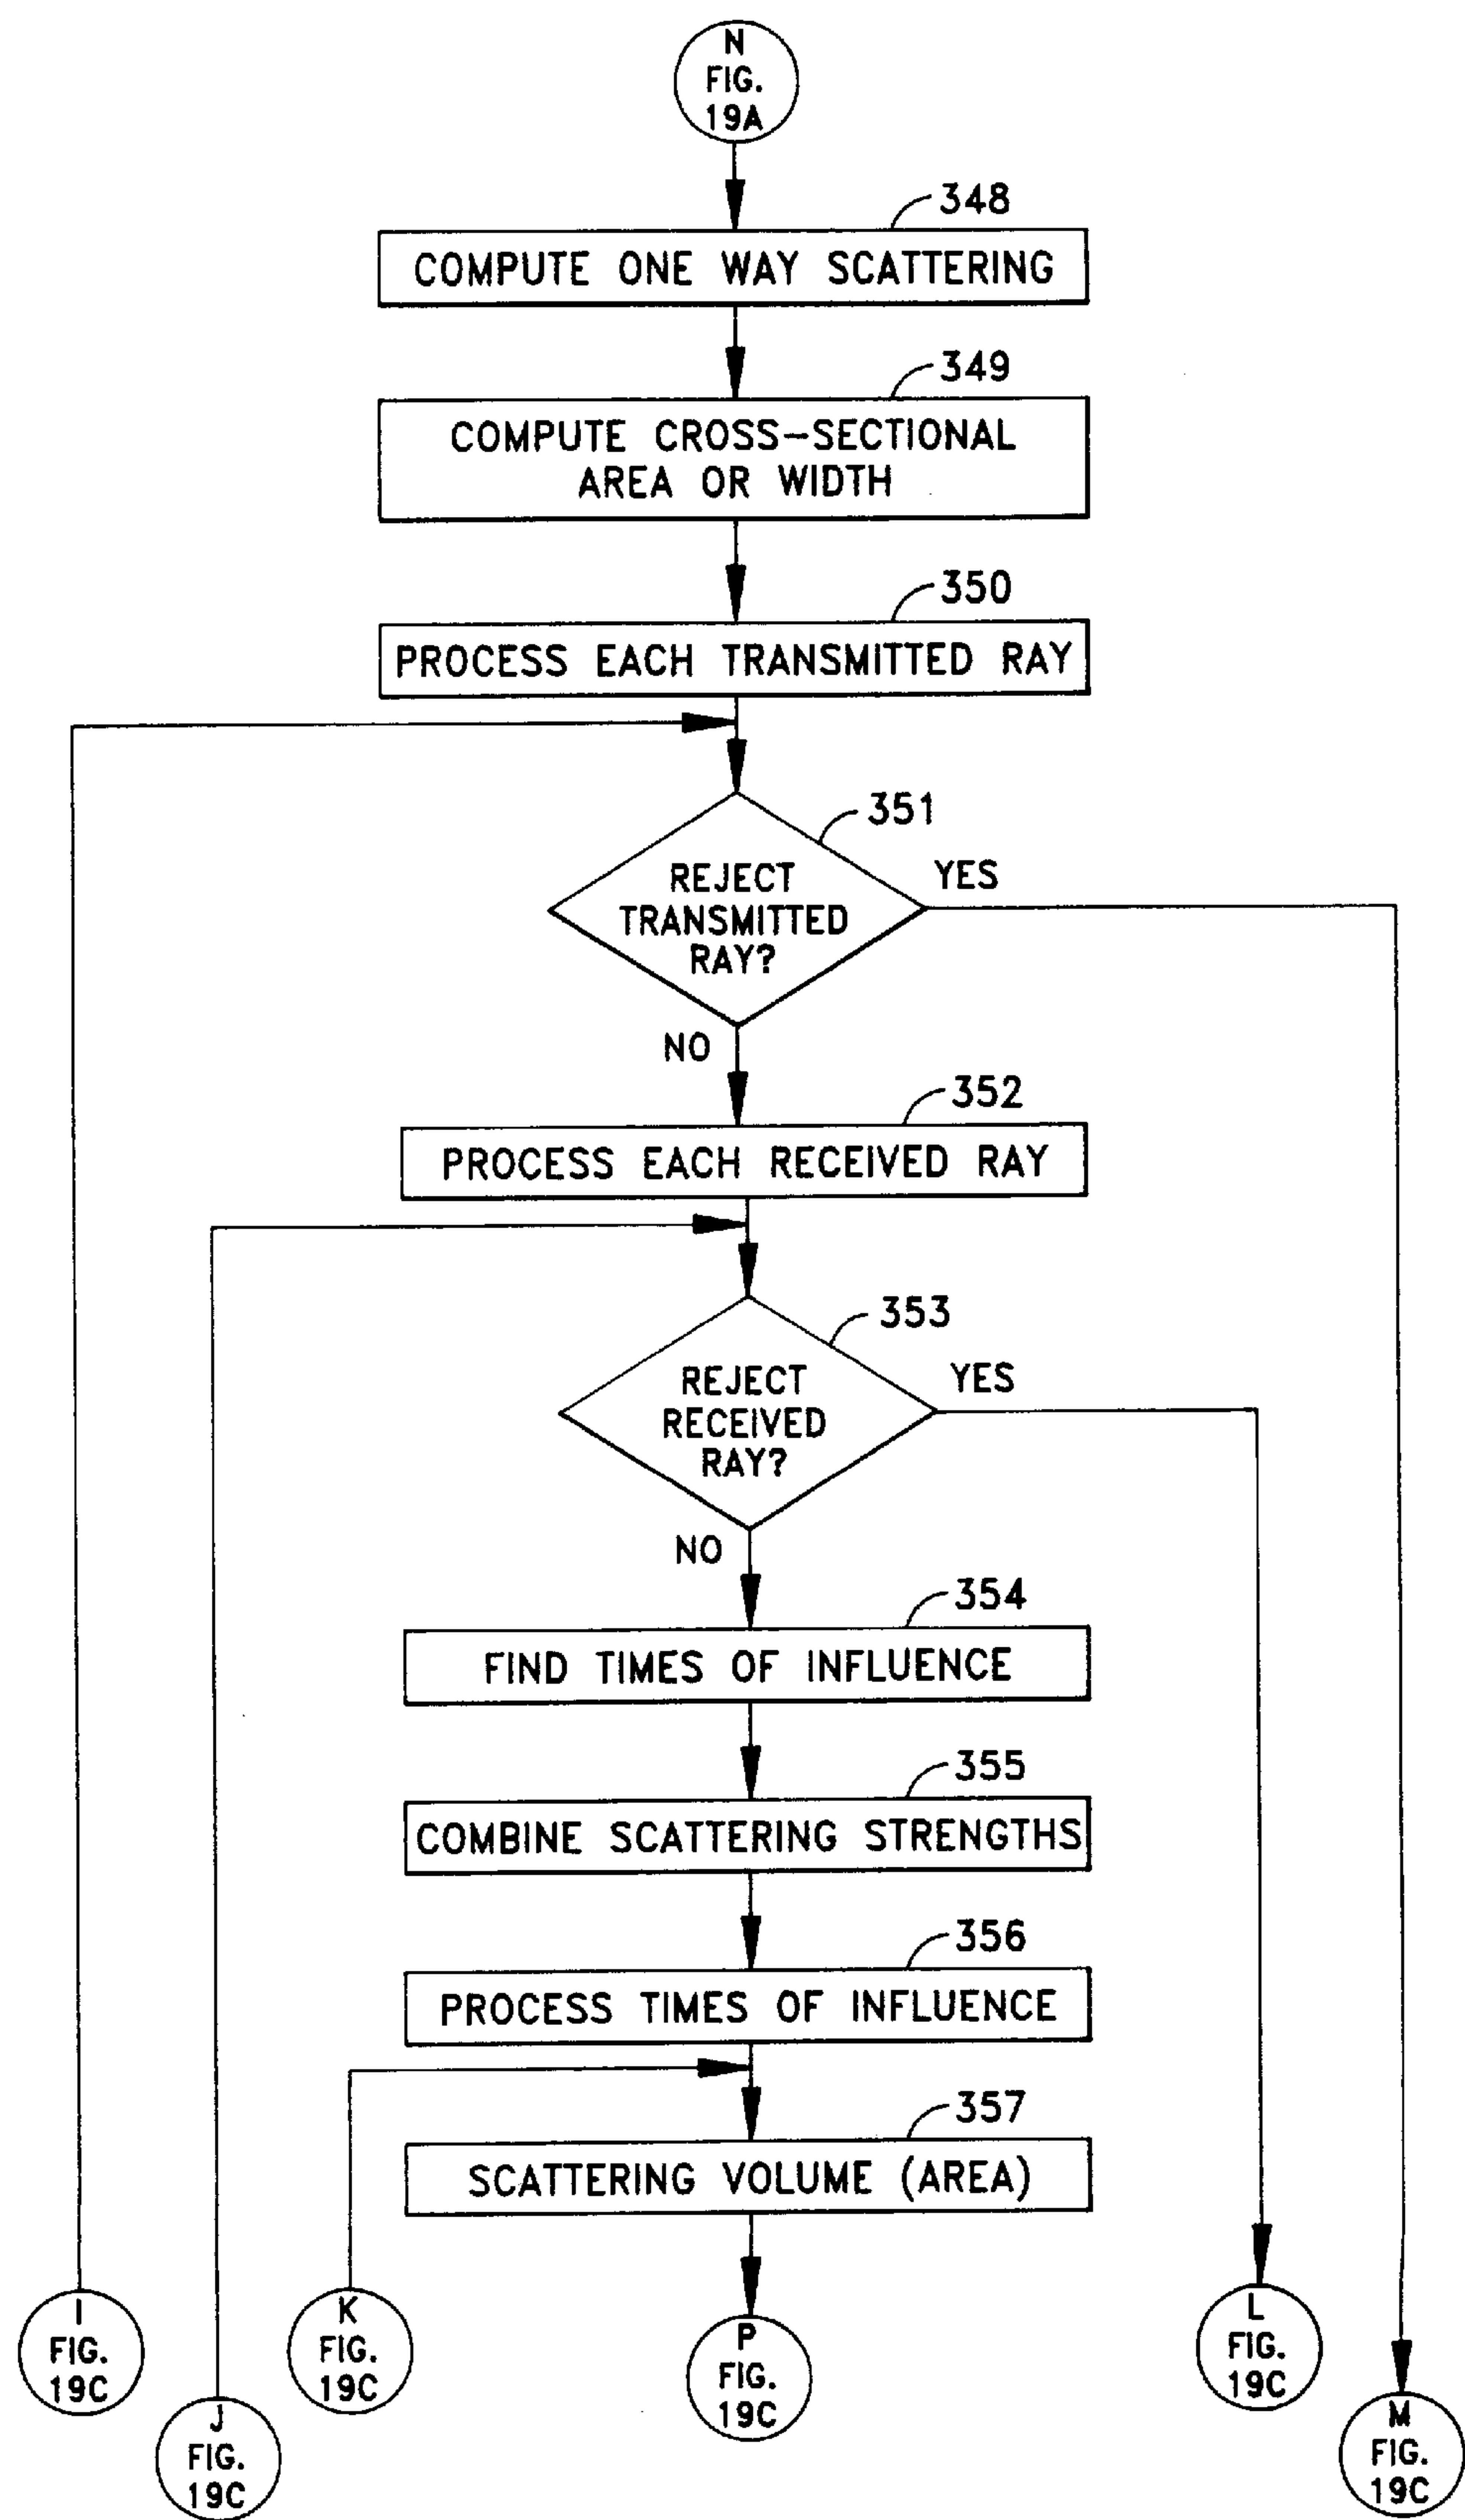 N
FIG.
19A
348
COMPUTE ONE WAY SCATTERING
349
COMPUTE CROSS-SECTIONAL
AREA OR WIDTH
350
PROCESS EACH TRANSMITTED RAY
351
REJECT
TRANSMITTED
RAY?
YES
NO
352
PROCESS EACH RECEIVED RAY
353
REJECT
RECEIVED
RAY?
YES
NO
354
FIND TIMES OF INFLUENCE
355
COMBINE SCATTERING STRENGTHS
356
PROCESS TIMES OF INFLUENCE
357
SCATTERING VOLUME (AREA)
I
FIG.
19C
J
FIG.
19C
K
FIG.
19C
P
FIG.
19C
L
FIG.
19C
M
FIG.
19C